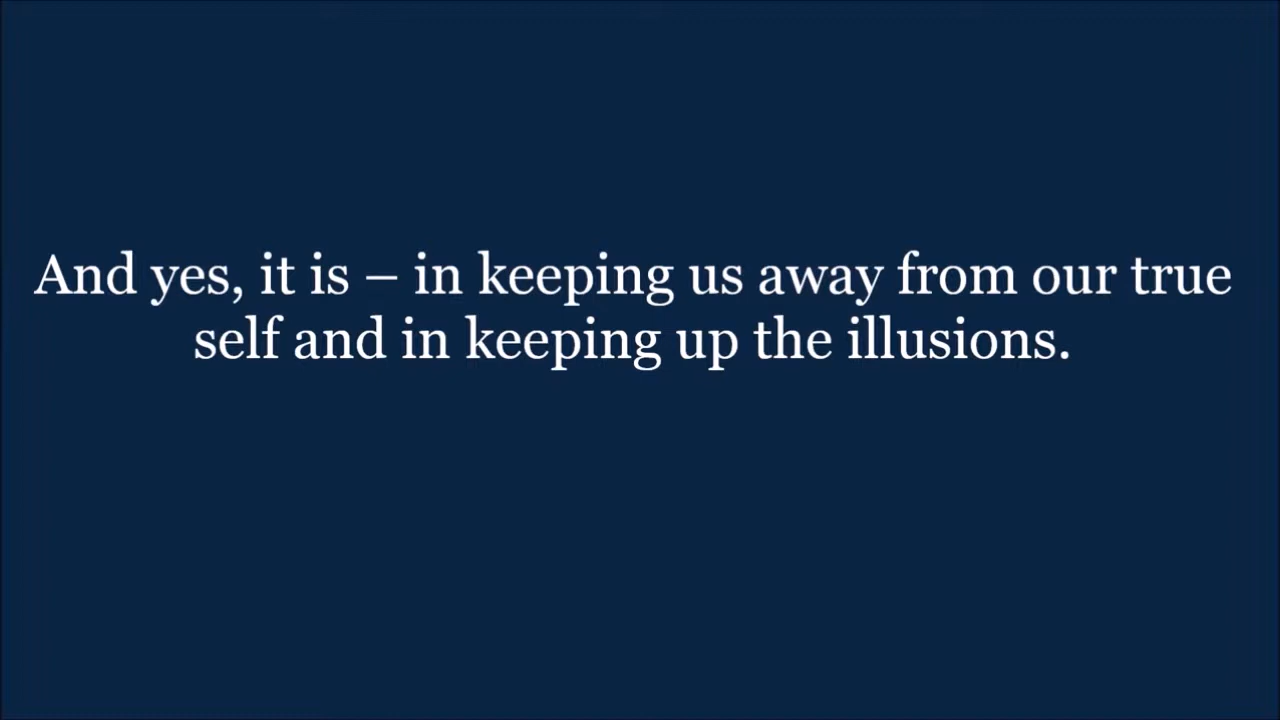 And yes, it is – in keeping us away from our true
self and in keeping up the illusions.